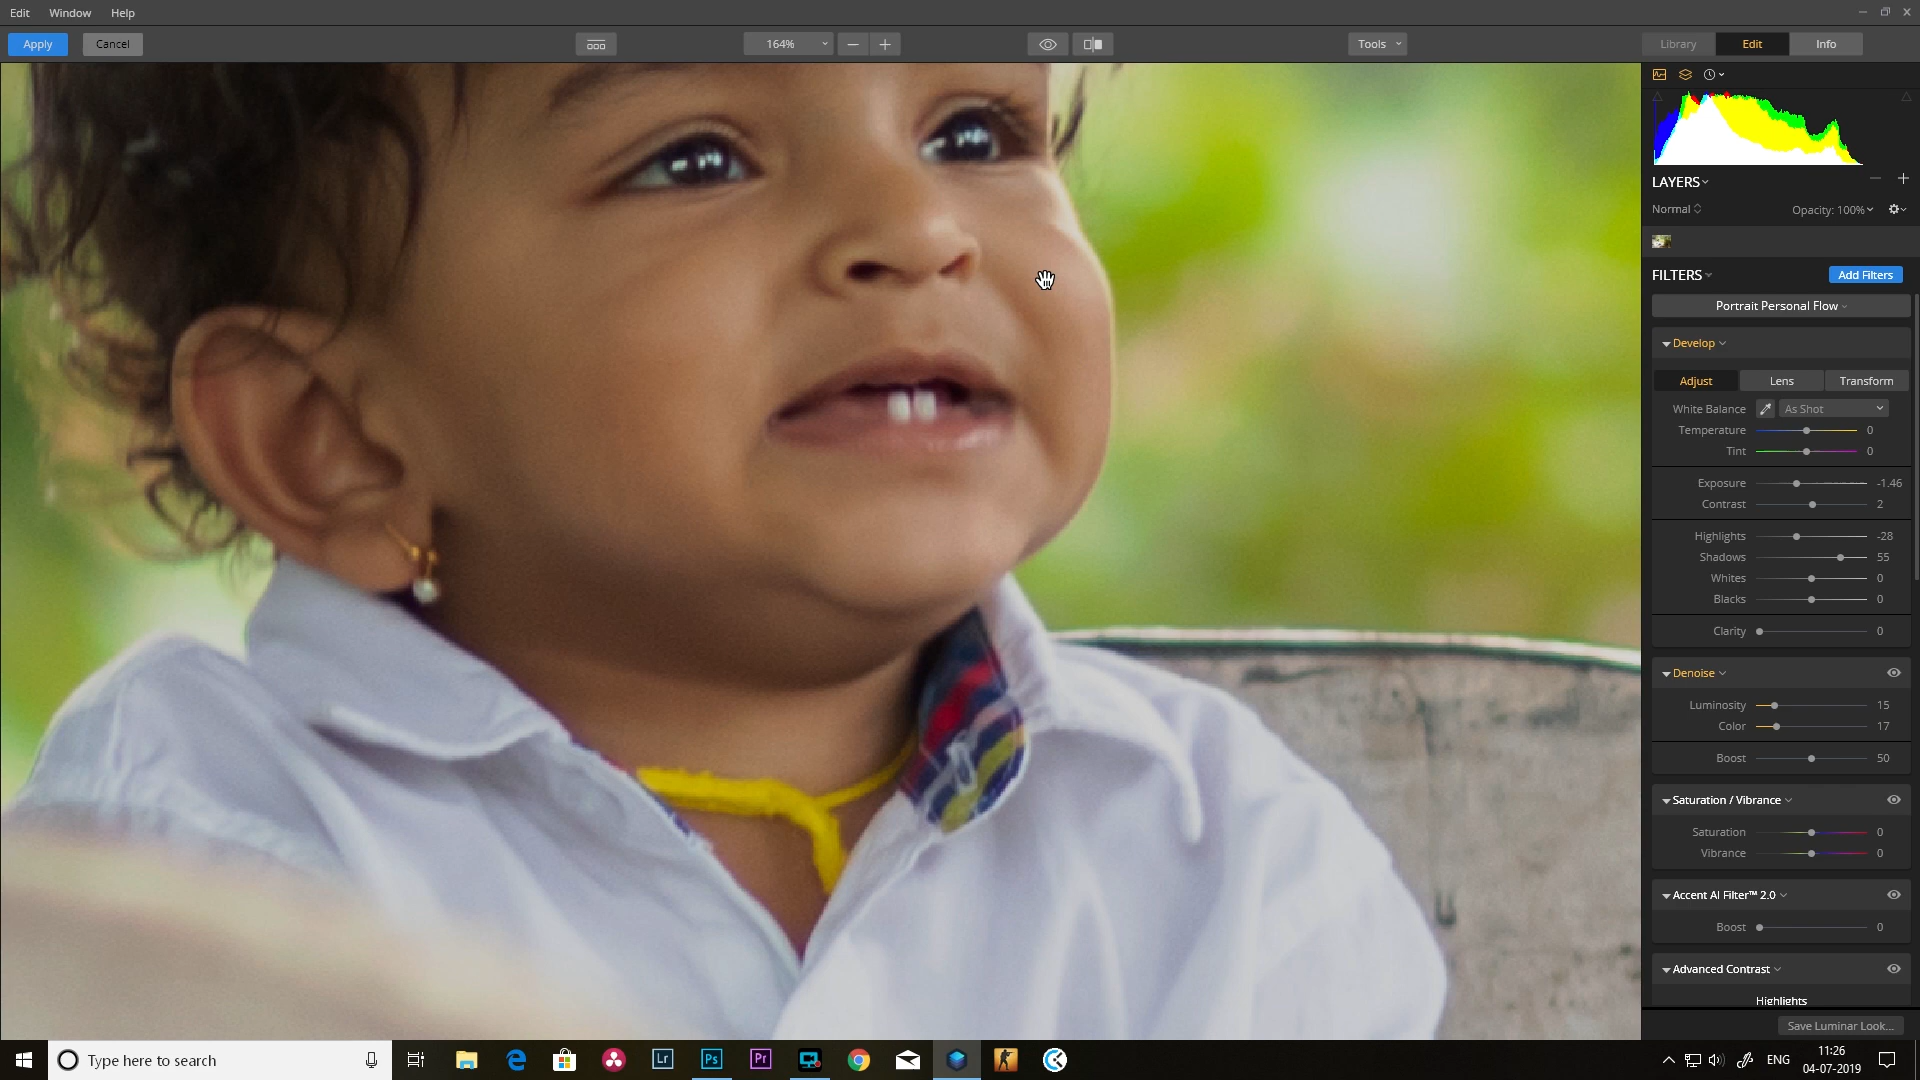 Edit Window Help
Apply Cancel 164% Tools Library Edit Info
LAYERS
Normal Opacity: 100%
FILTERS Add Filters
Portrait Personal Flow
Develop
Adjust Lens Transform
White Balance As Shot
Temperature 0
Tint 0
Exposure -1.46
Contrast 2
Highlights -28
Shadows 55
Whites 0
Blacks 0
Clarity 0
Denoise
Luminosity 15
Color 17
Boost 50
Saturation / Vibrance
Saturation 0
Vibrance 0
Accent AI Filter™ 2.0
Boost 0
Advanced Contrast
Highlights
Save Luminar Look...
Type here to search Lr Ps Pr ENG 11:26
04-07-2019